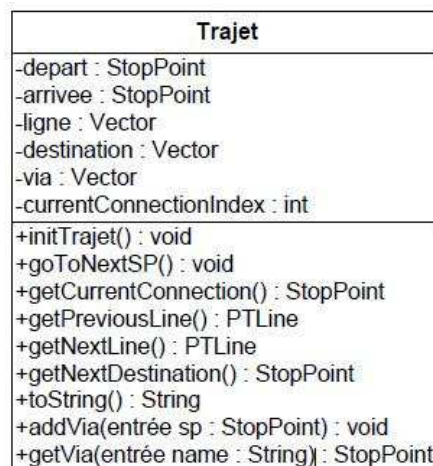 Trajet
-depart : StopPoint
-arrivee : StopPoint
-ligne : Vector
-destination : Vector
-via : Vector
-currentConnectionIndex : int
+initTrajet() : void
+goToNextSP() : void
+getCurrentConnection() : StopPoint
+getPreviousLine() : PTLine
+getNextLine() : PTLine
+getNextDestination() : StopPoint
+toString() : String
+addVia(entrée sp : StopPoint) : void
+getVia(entrée name : String) : StopPoint